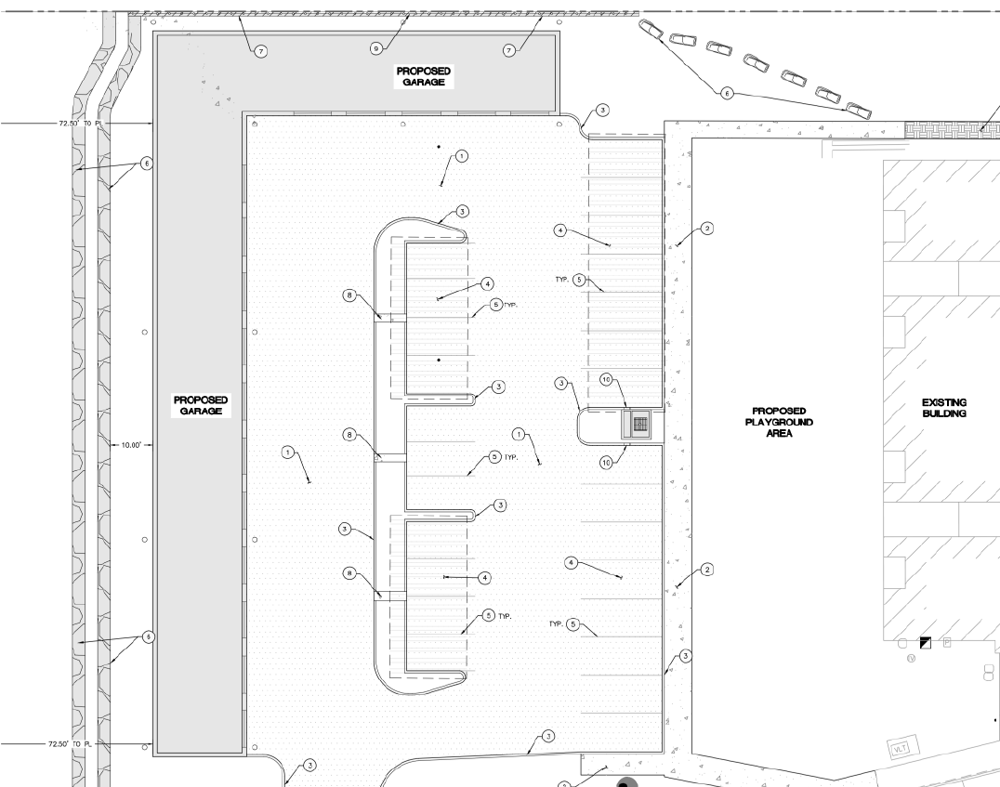 7
9
7
PROPOSED
GARAGE
6
3
72.50' TO PL
1
6
3
2
4
4
TYP. 5
8
5 TYP.
10
3
3
PROPOSED
GARAGE
EXISTING
BUILDING
PROPOSED
PLAYGROUND
AREA
8
1
10.00'
1
5 TYP.
10
3
3
4
2
8
4
5 TYP.
TYP. 5
6
P
3
TV
3
72.50' TO PL
VLT
3